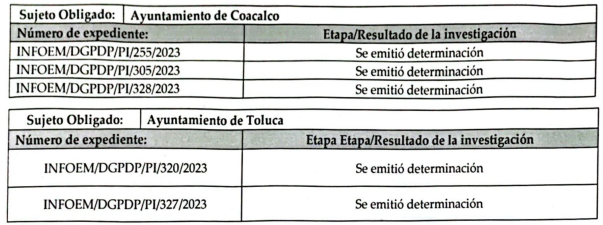 Sujeto Obligado: Ayuntamiento de Coacalco
Número de expediente: Etapa/Resultado de la investigación
INFOEM/DGPDP/PI/255/2023 Se emitió determinación
INFOEM/DGPDP/PI/305/2023 Se emitió determinación
INFOEM/DGPDP/PI/328/2023 Se emitió determinación
Sujeto Obligado: Ayuntamiento de Toluca
Número de expediente: Etapa Etapa/Resultado de la investigación
INFOEM/DGPDP/PI/320/2023 Se emitió determinación
INFOEM/DGPDP/PI/327/2023 Se emitió determinación